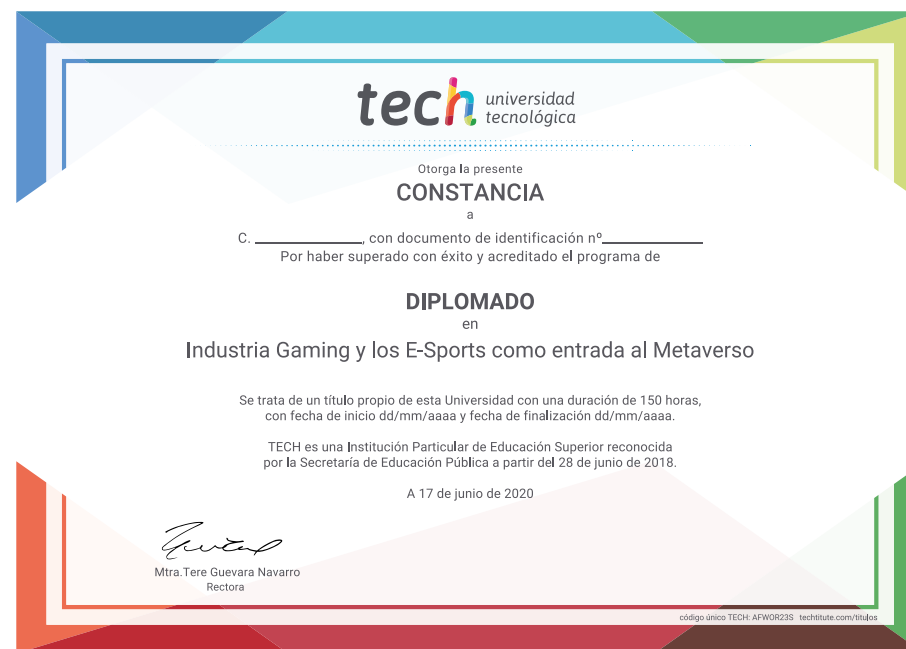 tech universidad
tecnológica
Otorga la presente
CONSTANCIA
a
C. ____________, con documento de identificación nº____________
Por haber superado con éxito y acreditado el programa de
DIPLOMADO
en
Industria Gaming y los E-Sports como entrada al Metaverso
Se trata de un título propio de esta Universidad con una duración de 150 horas,
con fecha de inicio dd/mm/aaaa y fecha de finalización dd/mm/aaaa.
TECH es una Institución Particular de Educación Superior reconocida
por la Secretaría de Educación Pública a partir del 28 de junio de 2018.
A 17 de junio de 2020
Mtra.Tere Guevara Navarro
Rectora
código único TECH: AFWOR23S techtitute.com/titulos